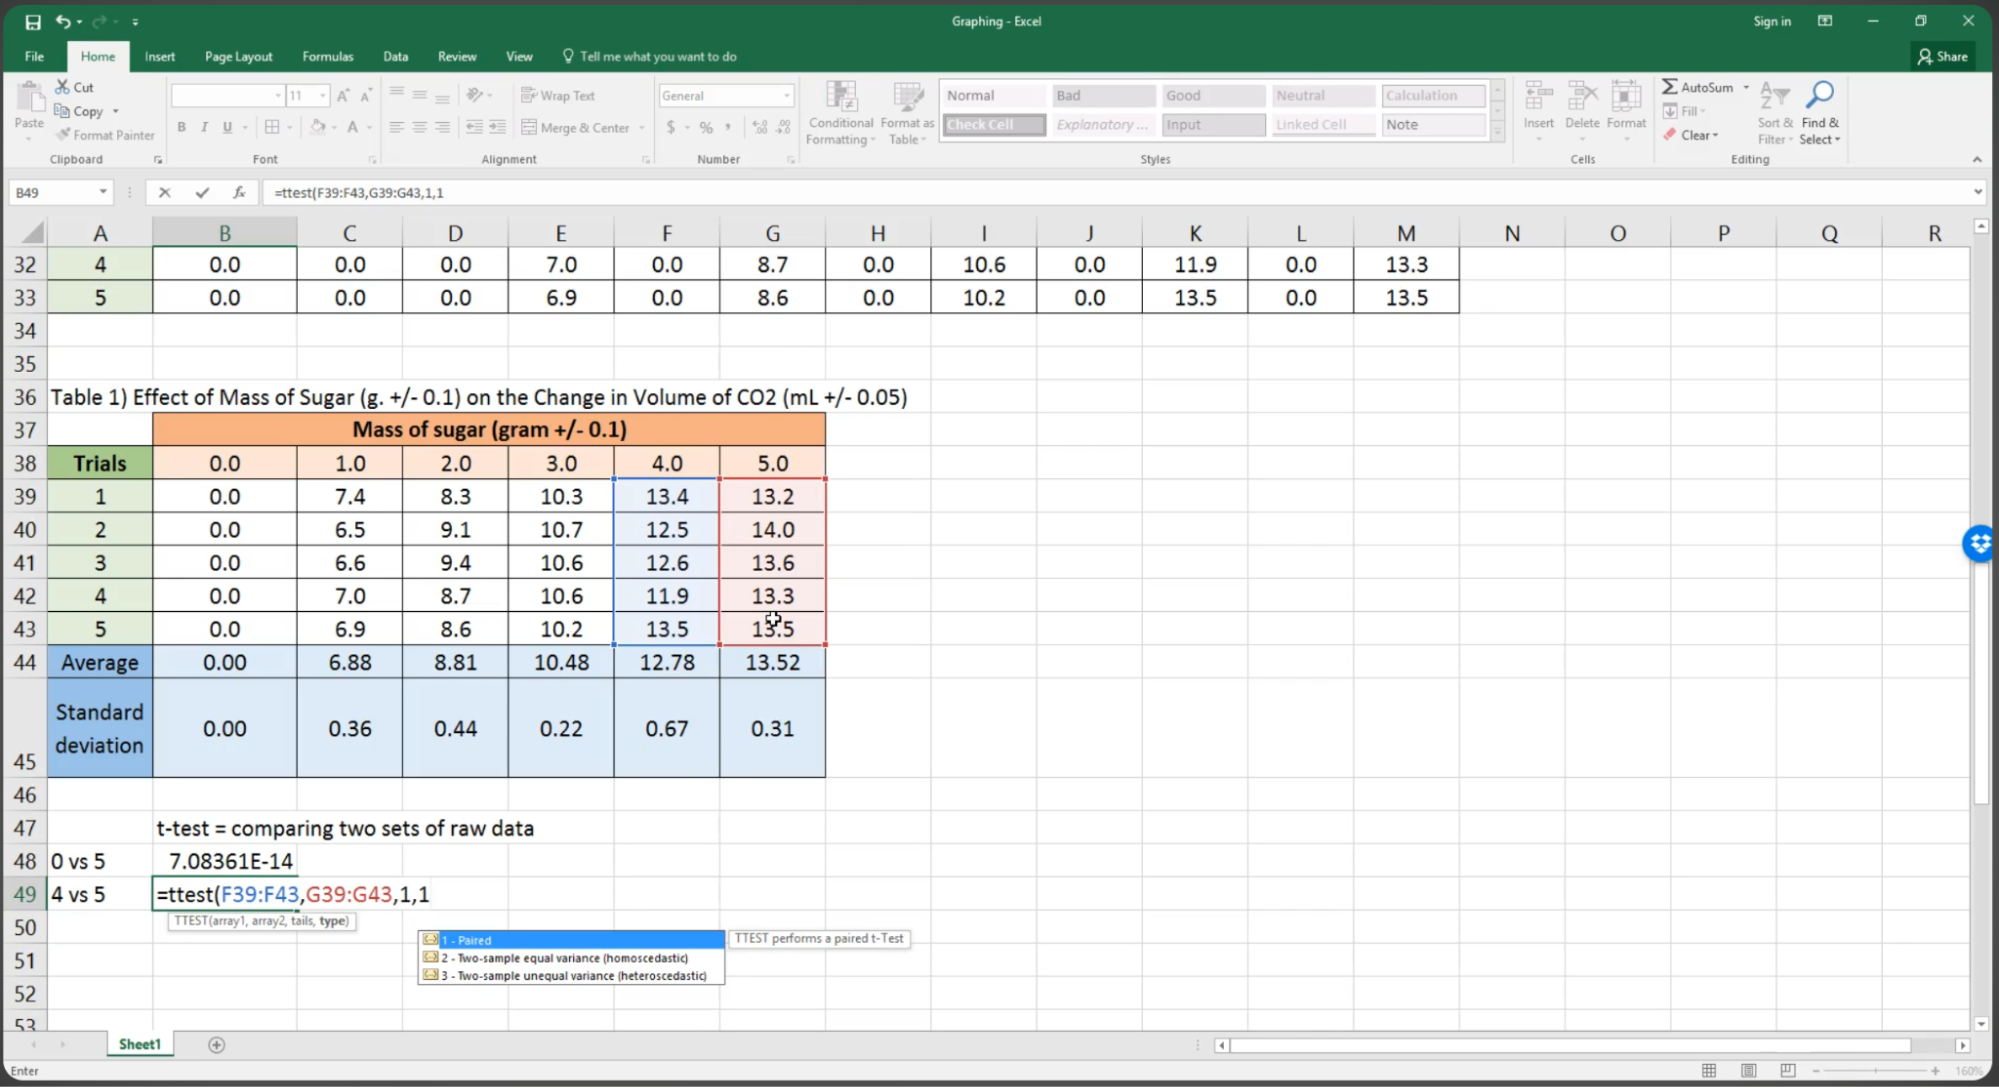 Graphing - Excel
Sign in
File Home Insert Page Layout Formulas Data Review View Tell me what you want to do Share
Paste
Cut
Copy
Format Painter
Clipboard
11 A A
B I U A
Font
Wrap Text
Merge & Center
Alignment
General
$ % ,
Number
Conditional Formatting
Format as Table
Normal Bad Good Neutral Calculation
Check Cell Explanatory ... Input Linked Cell Note
Styles
Insert Delete Format
Cells
AutoSum
Fill
Clear
Sort & Filter
Find & Select
Editing
B49 fx =ttest(F39:F43,G39:G43,1,1
A B C D E F G H I J K L M N O P Q R
32 4 0.0 0.0 0.0 7.0 0.0 8.7 0.0 10.6 0.0 11.9 0.0 13.3
33 5 0.0 0.0 0.0 6.9 0.0 8.6 0.0 10.2 0.0 13.5 0.0 13.5
34
35
36 Table 1) Effect of Mass of Sugar (g. +/- 0.1) on the Change in Volume of CO2 (mL +/- 0.05)
37 Mass of sugar (gram +/- 0.1)
38 Trials 0.0 1.0 2.0 3.0 4.0 5.0
39 1 0.0 7.4 8.3 10.3 13.4 13.2
40 2 0.0 6.5 9.1 10.7 12.5 14.0
41 3 0.0 6.6 9.4 10.6 12.6 13.6
42 4 0.0 7.0 8.7 10.6 11.9 13.3
43 5 0.0 6.9 8.6 10.2 13.5 13.5
44 Average 0.00 6.88 8.81 10.48 12.78 13.52
45 Standard deviation 0.00 0.36 0.44 0.22 0.67 0.31
46
47 t-test = comparing two sets of raw data
48 0 vs 5 7.08361E-14
49 4 vs 5 =ttest(F39:F43,G39:G43,1,1
50 TTEST(array1, array2, tails, type)
1 - Paired TTEST performs a paired t-Test
51 2 - Two-sample equal variance (homoscedastic)
3 - Two-sample unequal variance (heteroscedastic)
52
53
Sheet1
Enter
160%